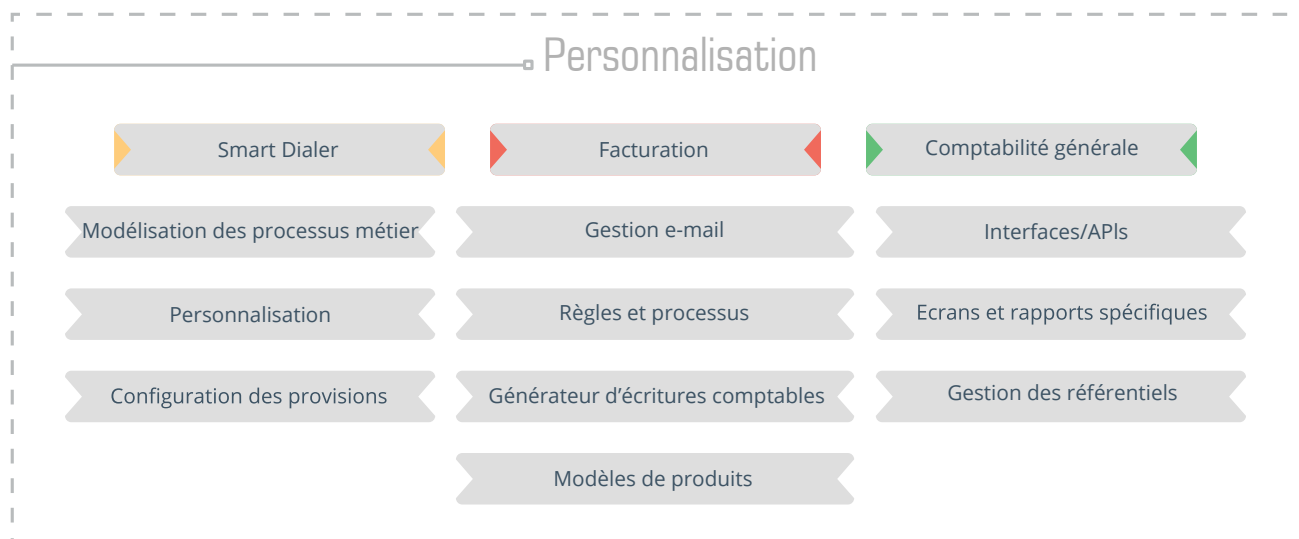 Personnalisation
Smart Dialer
Facturation
Comptabilité générale
Modélisation des processus métier
Gestion e-mail
Interfaces/APIs
Personnalisation
Règles et processus
Ecrans et rapports spécifiques
Configuration des provisions
Générateur d’écritures comptables
Gestion des référentiels
Modèles de produits